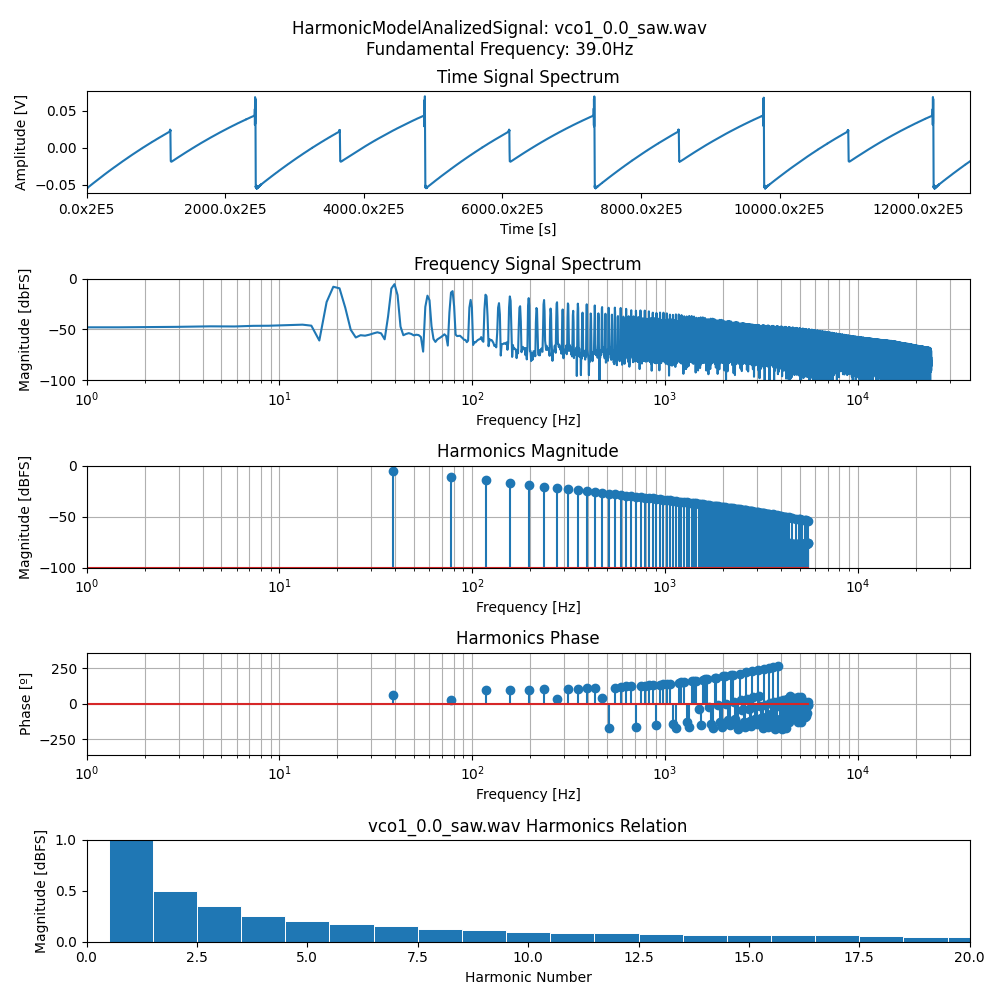 HarmonicModelAnalizedSignal: vco1_0.0_saw.wav
Fundamental Frequency: 39.0Hz
Time Signal Spectrum
Amplitude [V]
0.05
0.00
−0.05
0.0x2E5 2000.0x2E5 4000.0x2E5 6000.0x2E5 8000.0x2E5 10000.0x2E5 12000.0x2E5
Time [s]
Frequency Signal Spectrum
Magnitude [dbFS]
0
−50
−100
10^0 10^1 10^2 10^3 10^4
Frequency [Hz]
Harmonics Magnitude
Magnitude [dBFS]
0
−50
−100
10^0 10^1 10^2 10^3 10^4
Frequency [Hz]
Harmonics Phase
Phase [º]
250
0
−250
10^0 10^1 10^2 10^3 10^4
Frequency [Hz]
vco1_0.0_saw.wav Harmonics Relation
Magnitude [dBFS]
1.0
0.5
0.0
0.0 2.5 5.0 7.5 10.0 12.5 15.0 17.5 20.0
Harmonic Number